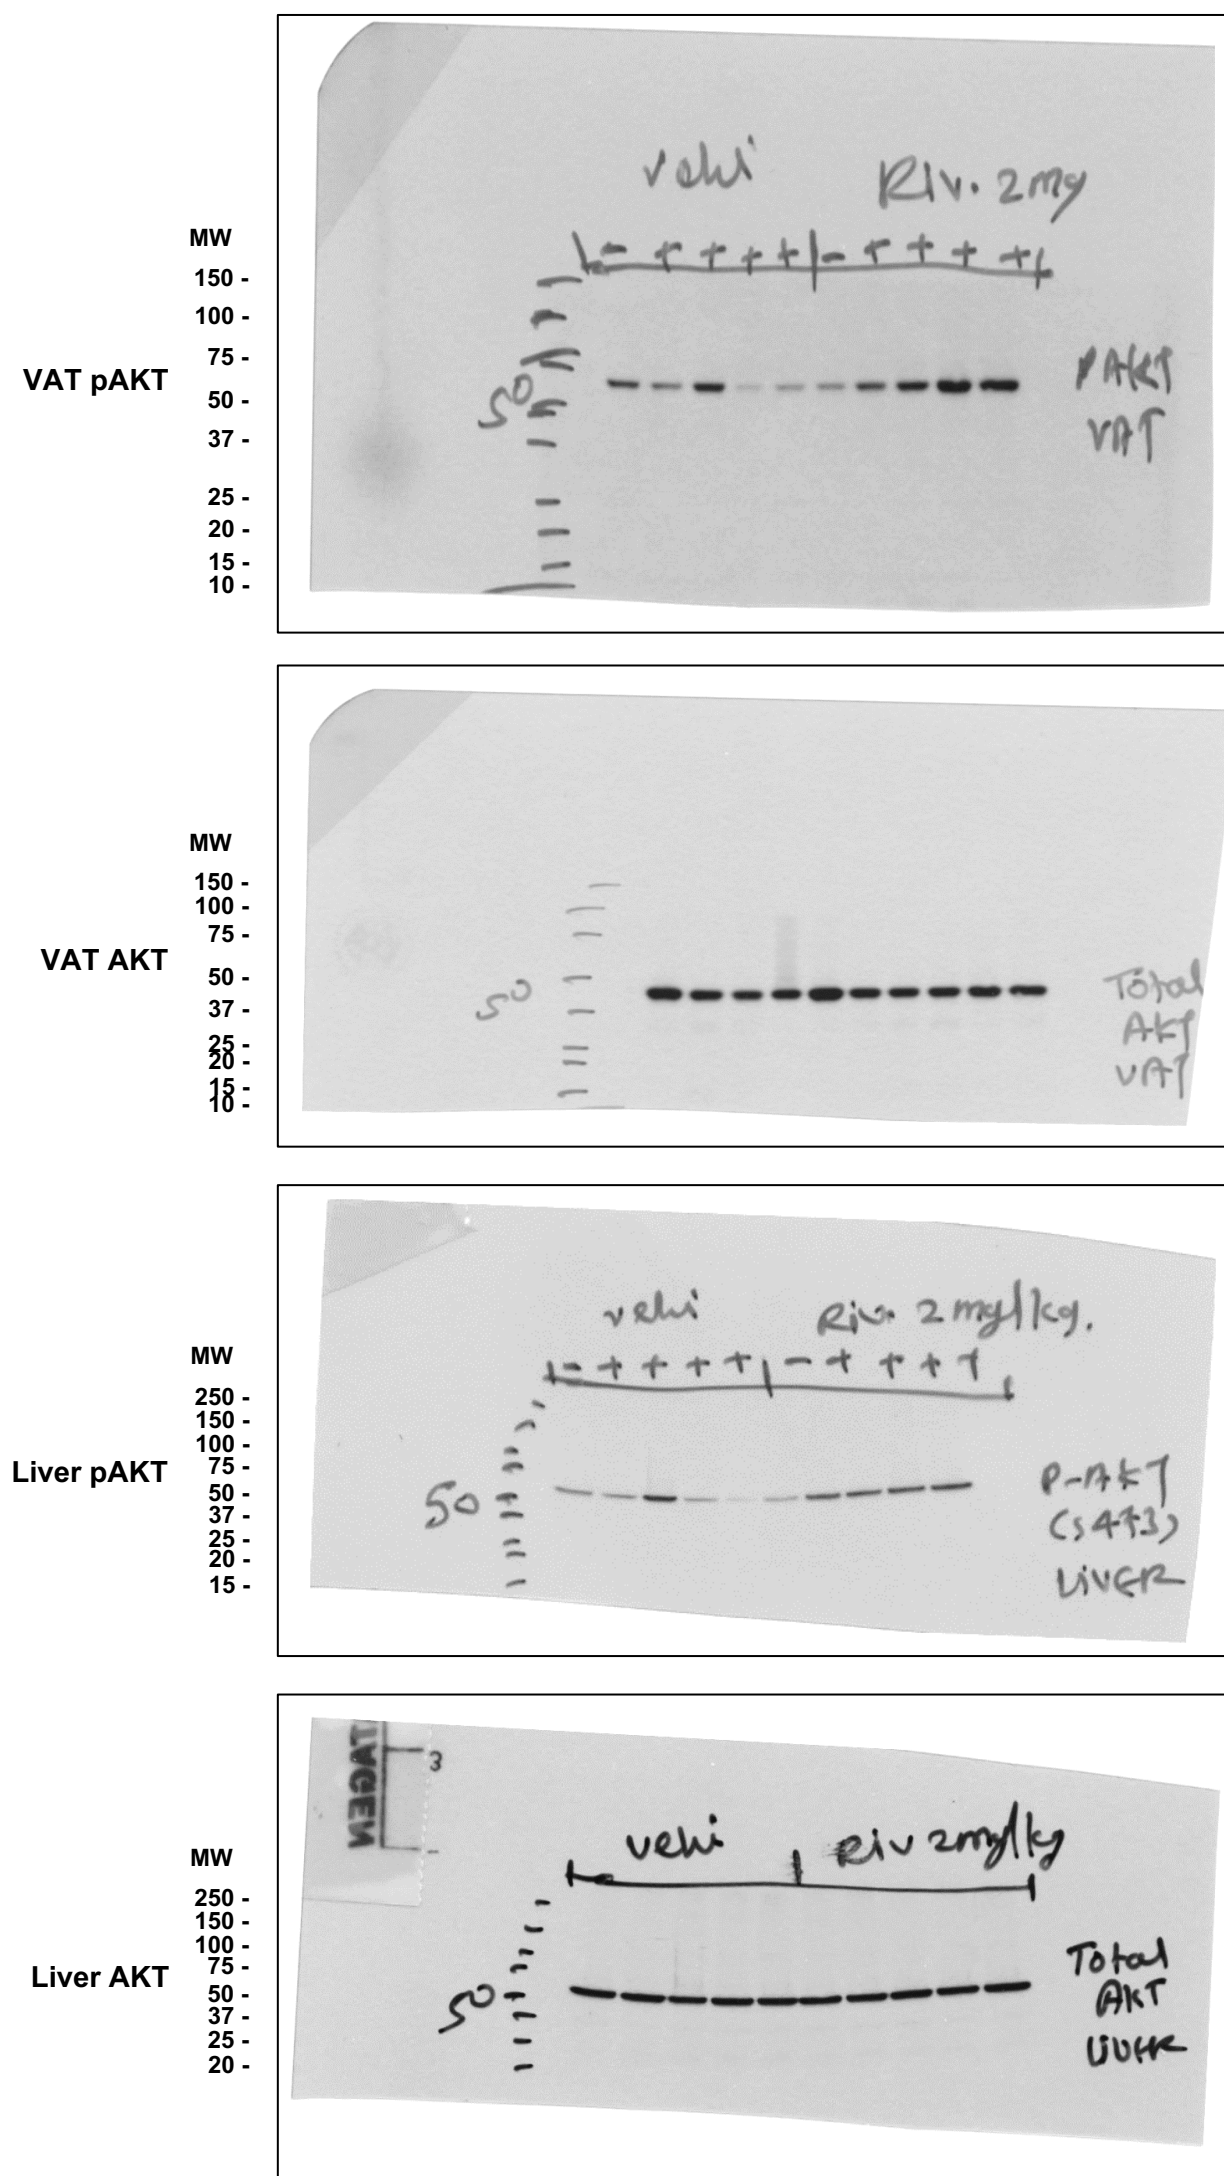 vehi Riv. 2mg
MW
- + + + + - + + + +
150 -
100 -
75 -
VAT pAKT
50 -
50
37 -
25 -
20 -
15 -
10 -
PAKT
VAT
MW
150 -
100 -
75 -
VAT AKT
50 -
50
37 -
25 -
20 -
15 -
10 -
Total
AKT
VAT
vehi Riv. 2 mg/kg.
MW
- + + + + - + + + +
250 -
150 -
100 -
75 -
Liver pAKT
50 -
50
37 -
25 -
20 -
15 -
P-AKT
(S473)
LIVER
TAGEN
3
vehi Riv 2mg/kg
MW
250 -
150 -
100 -
75 -
Liver AKT
50 -
50
37 -
25 -
20 -
Total
AKT
LIVER